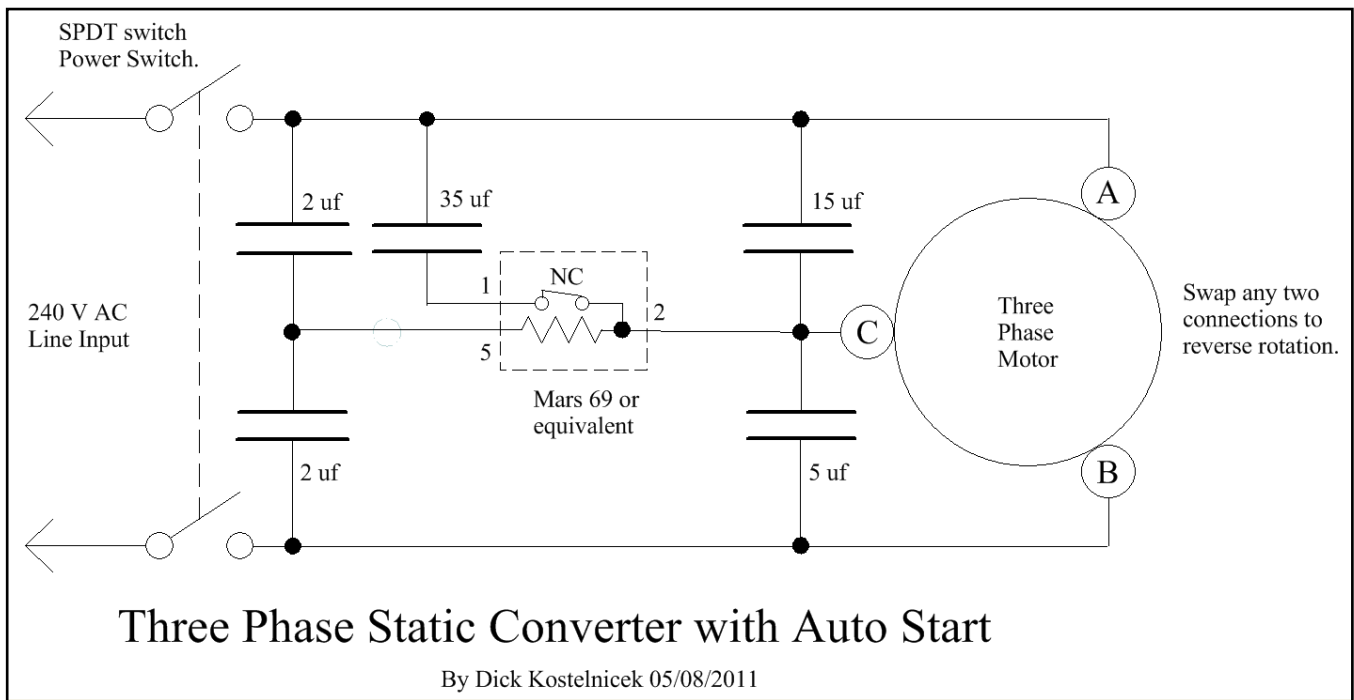 SPDT switch
Power Switch.
2 uf
35 uf
15 uf
A
240 V AC
Line Input
1
NC
2
5
Mars 69 or
equivalent
C
Three
Phase
Motor
Swap any two
connections to
reverse rotation.
2 uf
5 uf
B
Three Phase Static Converter with Auto Start
By Dick Kostelnicek 05/08/2011